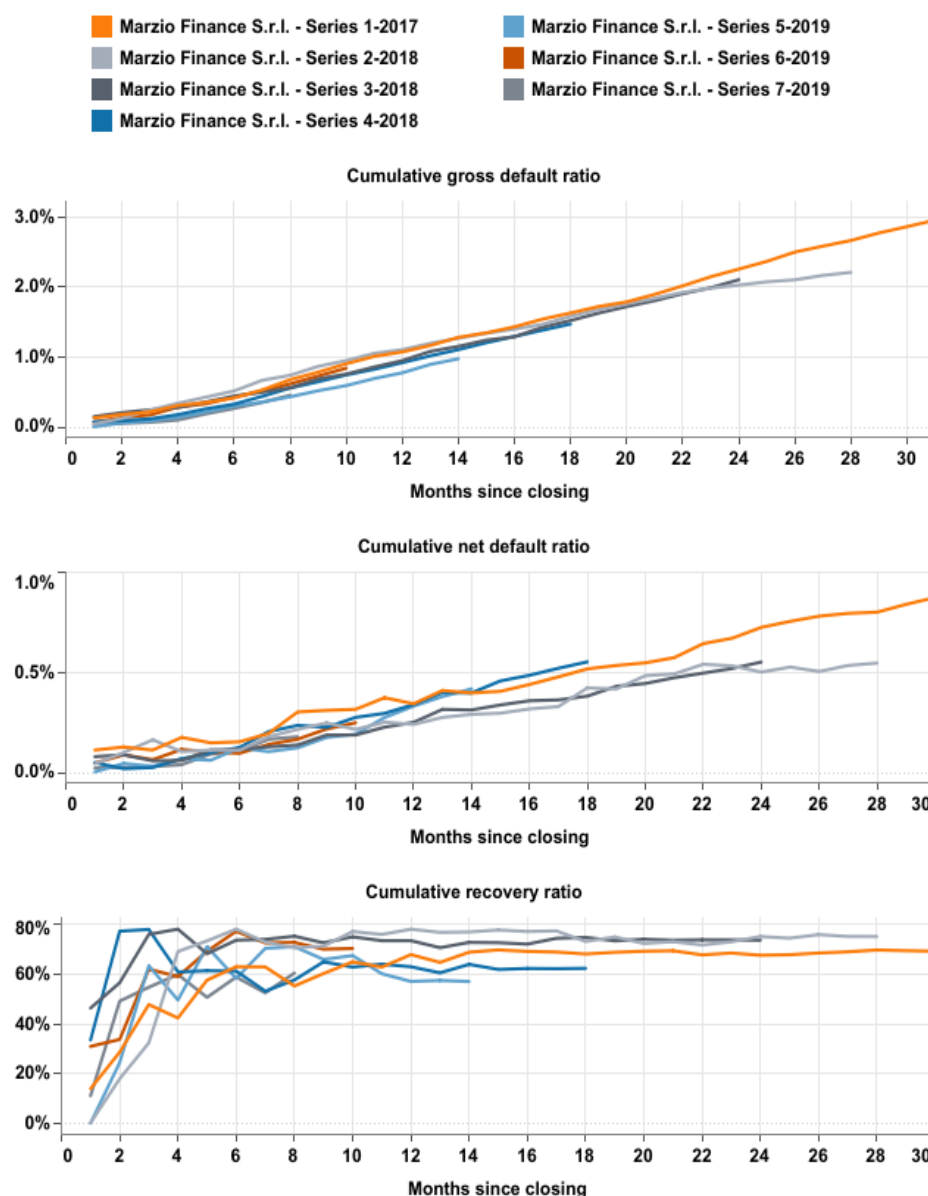 Marzio Finance S.r.l. - Series 1-2017
Marzio Finance S.r.l. - Series 2-2018
Marzio Finance S.r.l. - Series 3-2018
Marzio Finance S.r.l. - Series 4-2018
Marzio Finance S.r.l. - Series 5-2019
Marzio Finance S.r.l. - Series 6-2019
Marzio Finance S.r.l. - Series 7-2019
Cumulative gross default ratio
3.0%
2.0%
1.0%
0.0%
0 2 4 6 8 10 12 14 16 18 20 22 24 26 28 30
Months since closing
Cumulative net default ratio
1.0%
0.5%
0.0%
0 2 4 6 8 10 12 14 16 18 20 22 24 26 28 30
Months since closing
Cumulative recovery ratio
80%
60%
40%
20%
0%
0 2 4 6 8 10 12 14 16 18 20 22 24 26 28 30
Months since closing